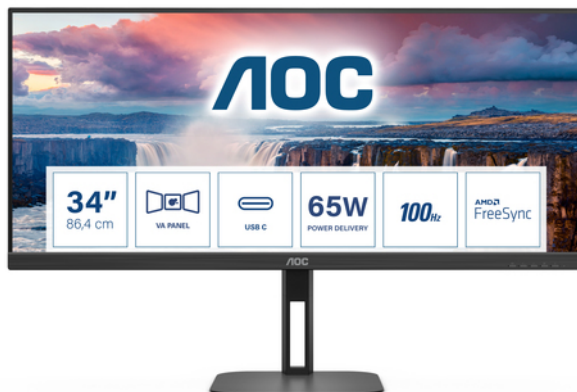 AOC
34"
86,4 cm
VA PANEL
USB C
65W
POWER DELIVERY
100Hz
AMD
FreeSync
AOC